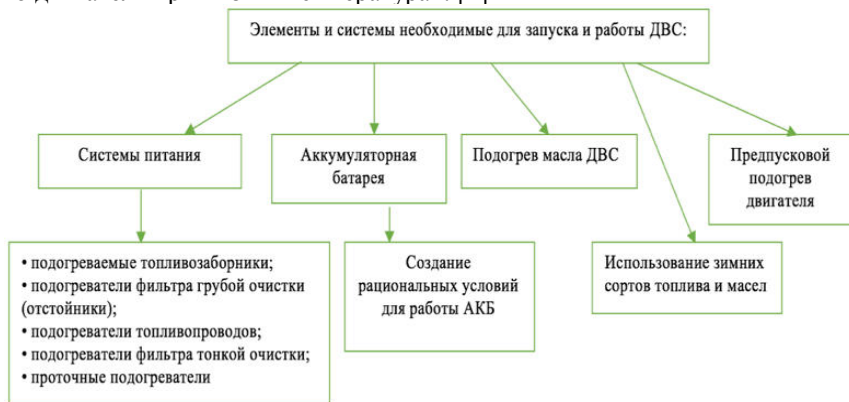 Элементы и системы необходимые для запуска и работы ДВС:
Системы питания
Аккумуляторная
батарея
Подогрев масла ДВС
Предпусковой
подогрев
двигателя
• подогреваемые топливозаборники;
• подогреватели фильтра грубой очистки
(отстойники);
• подогреватели топливопроводов;
• подогреватели фильтра тонкой очистки;
• проточные подогреватели
Создание
рациональных условий
для работы АКБ
Использование зимних
сортов топлива и масел